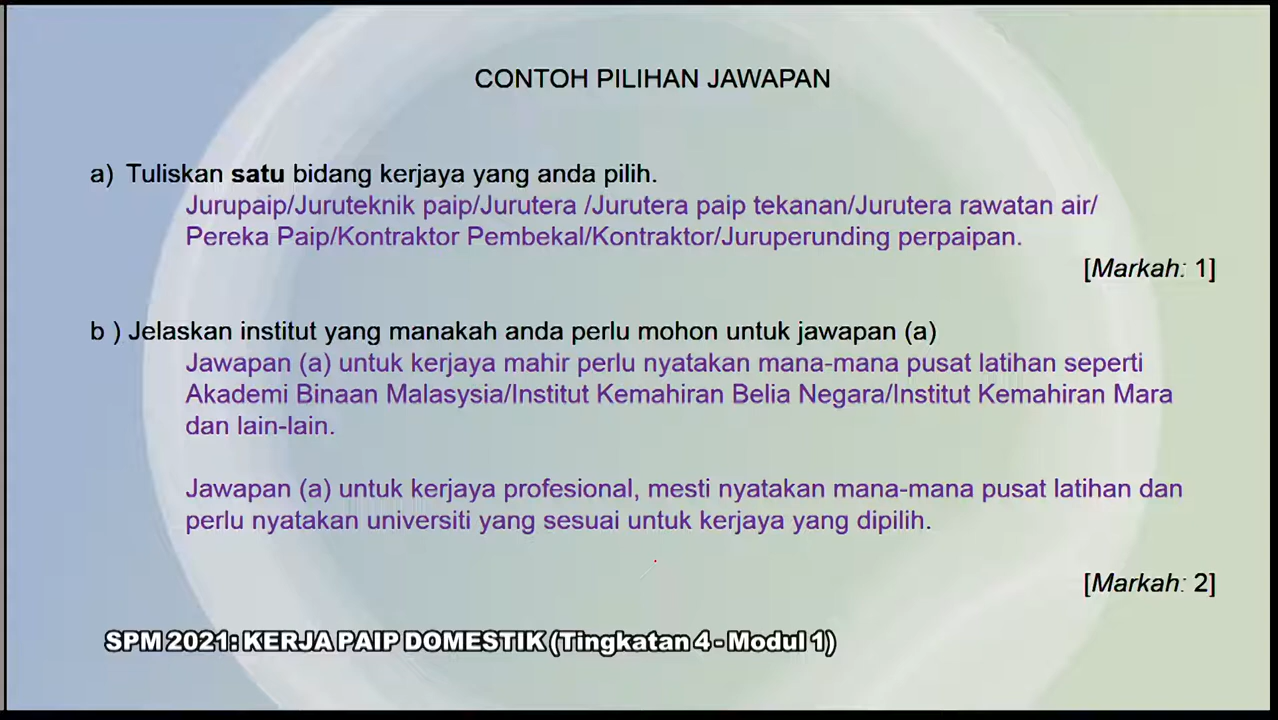 CONTOH PILIHAN JAWAPAN
a) Tuliskan satu bidang kerjaya yang anda pilih.
Jurupaip/Juruteknik paip/Jurutera /Jurutera paip tekanan/Jurutera rawatan air/
Pereka Paip/Kontraktor Pembekal/Kontraktor/Juruperunding perpaipan.
[Markah: 1]
b ) Jelaskan institut yang manakah anda perlu mohon untuk jawapan (a)
Jawapan (a) untuk kerjaya mahir perlu nyatakan mana-mana pusat latihan seperti
Akademi Binaan Malasysia/Institut Kemahiran Belia Negara/Institut Kemahiran Mara
dan lain-lain.
Jawapan (a) untuk kerjaya profesional, mesti nyatakan mana-mana pusat latihan dan
perlu nyatakan universiti yang sesuai untuk kerjaya yang dipilih.
[Markah: 2]
SPM 2021: KERJA PAIP DOMESTIK (Tingkatan 4 - Modul 1)